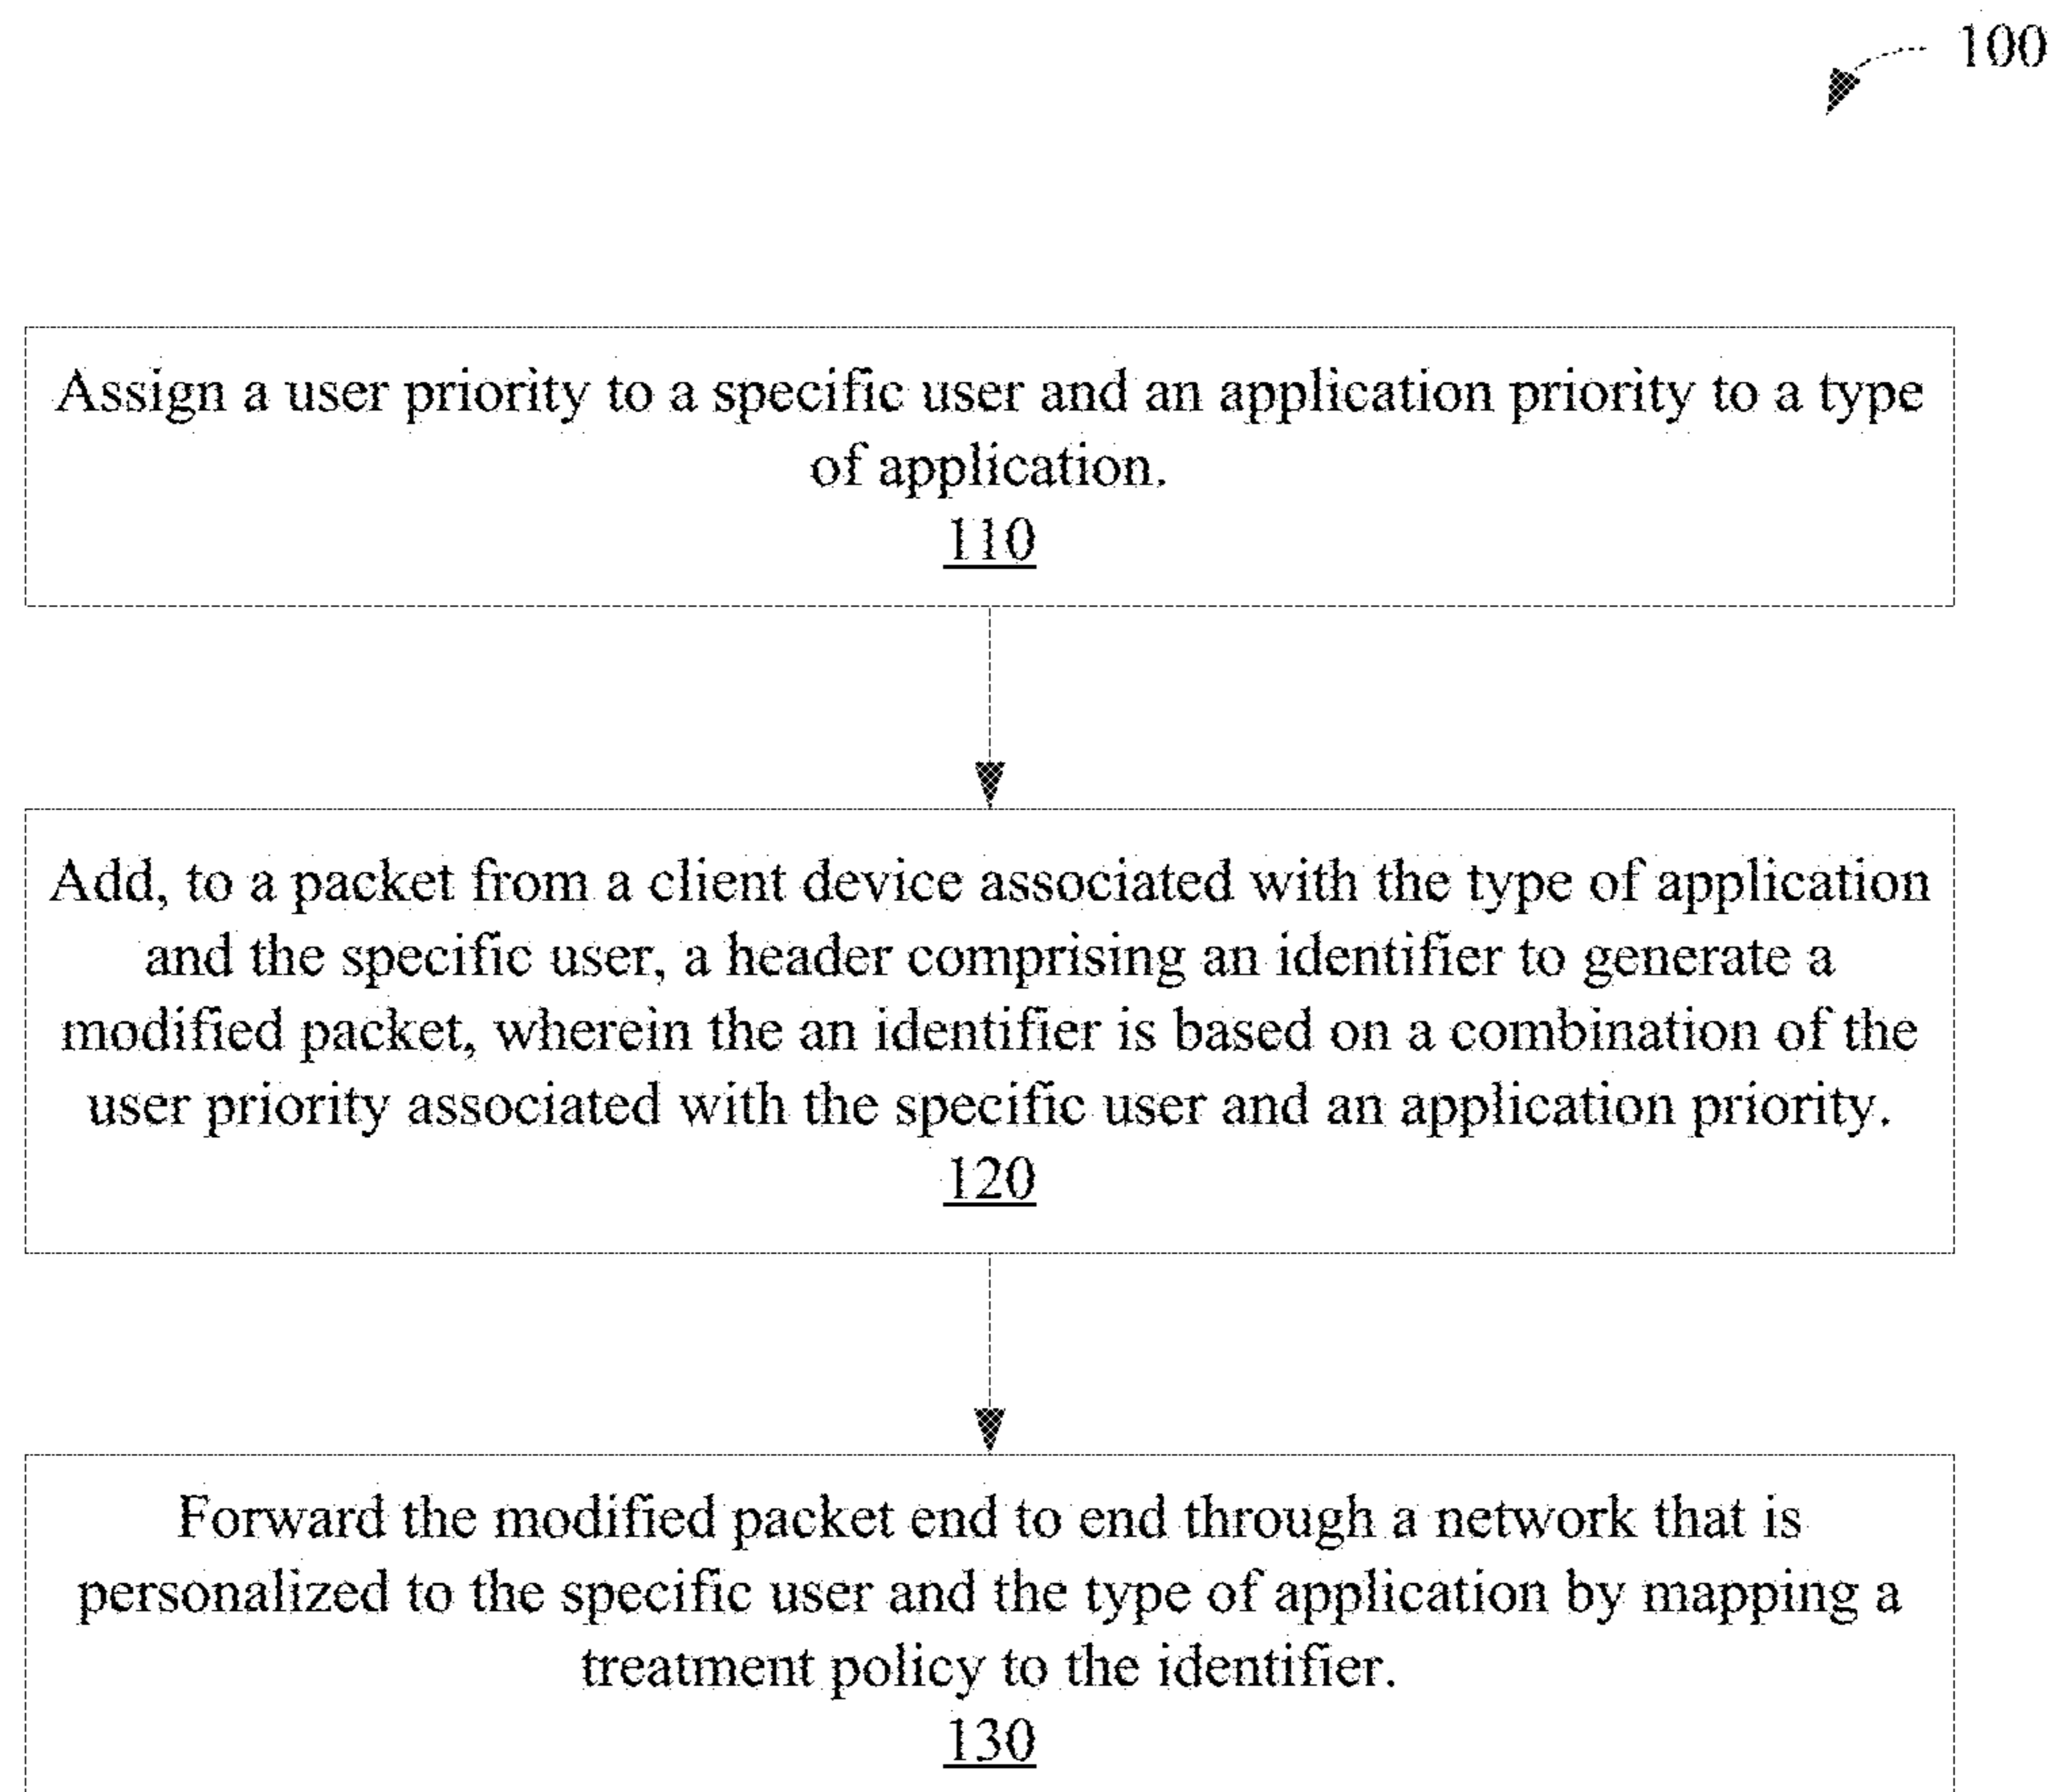 100
Assign a user priority to a specific user and an application priority to a type
of application.
110
Add, to a packet from a client device associated with the type of application
and the specific user, a header comprising an identifier to generate a
modified packet, wherein the an identifier is based on a combination of the
user priority associated with the specific user and an application priority.
120
Forward the modified packet end to end through a network that is
personalized to the specific user and the type of application by mapping a
treatment policy to the identifier.
130